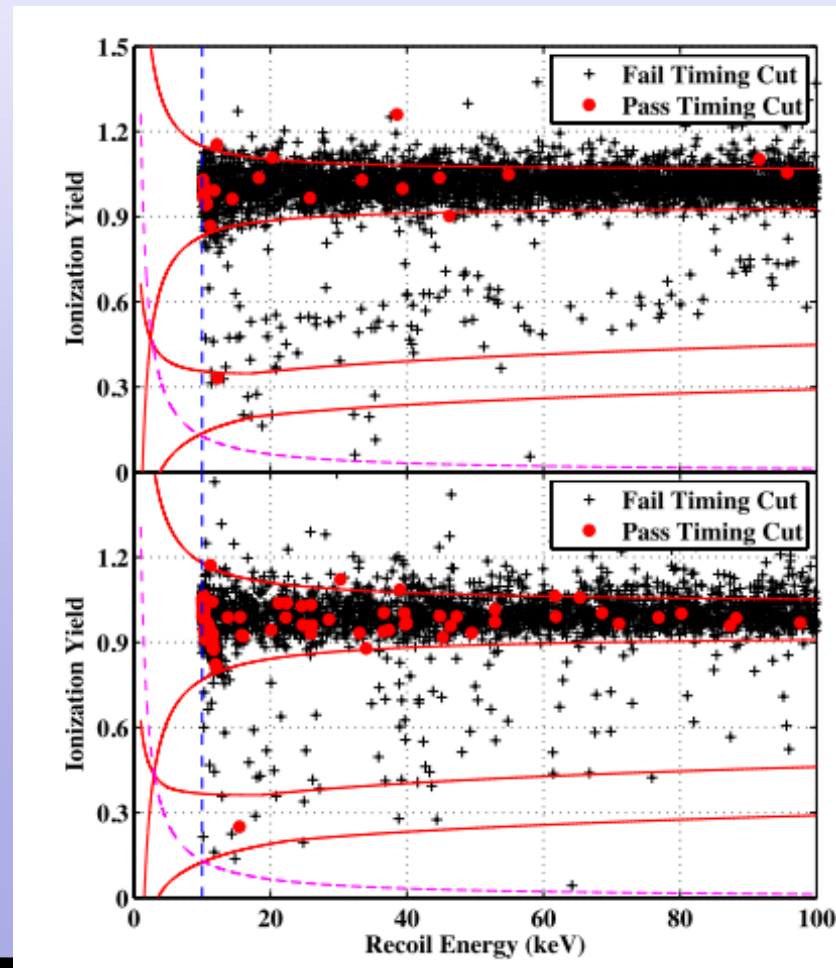 1.5
1.2
0.9
0.6
0.3
0
Ionization Yield
+ Fail Timing Cut
● Pass Timing Cut
1.2
0.9
0.6
0.3
0
Ionization Yield
+ Fail Timing Cut
● Pass Timing Cut
0 20 40 60 80 100
Recoil Energy (keV)